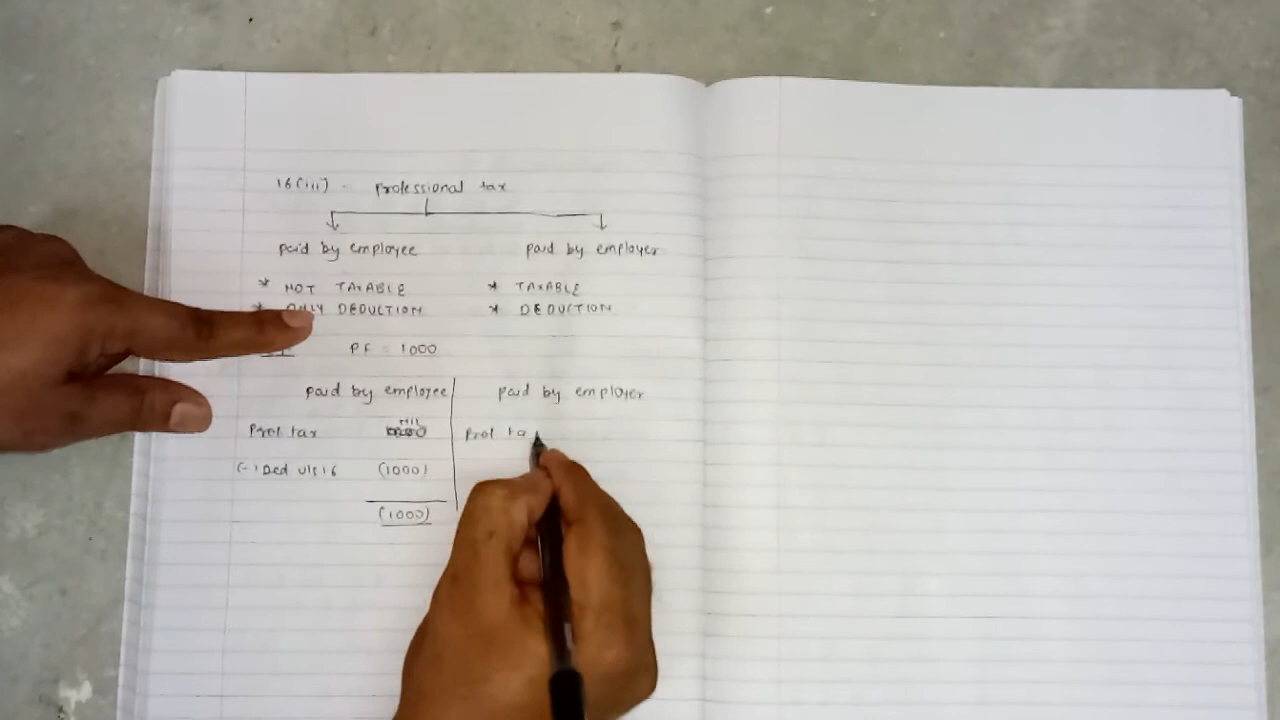 16(iii) - Professional tax
paid by employee paid by employer
* NOT TAXABLE * TAXABLE
* ONLY DEDUCTION * DEDUCTION
PF = 1000
paid by employee paid by employer
Prof tax NIL Prof ta
(-) Ded u/s 16 (1000)
(1000)